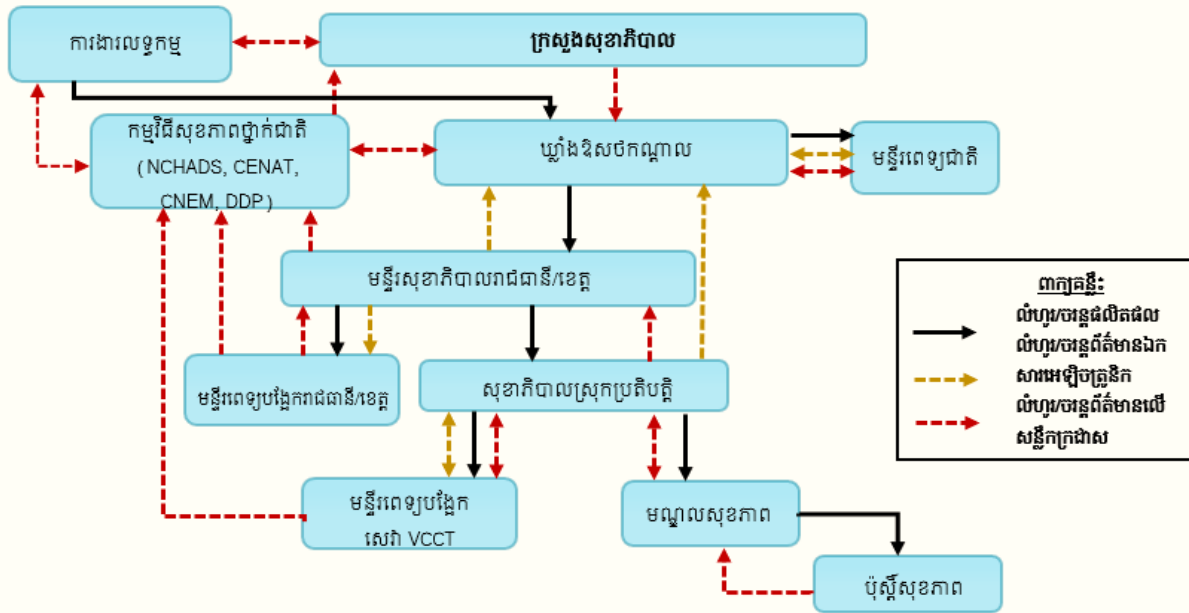 ការងារលទ្ធកម្ម
ក្រសួងសុខាភិបាល
កម្មវិធីសុខភាពថ្នាក់ជាតិ
(NCHADS, CENAT,
CNEM, DDP)
ឃ្លាំងឱសថកណ្តាល
មន្ទីរពេទ្យជាតិ
មន្ទីរសុខាភិបាលរាជធានី/ខេត្ត
មន្ទីរពេទ្យបង្អែករាជធានី/ខេត្ត
សុខាភិបាលស្រុកប្រតិបត្តិ
មន្ទីរពេទ្យបង្អែក
សេវា VCCT
មណ្ឌលសុខភាព
ប៉ុស្តិ៍សុខភាព
ពាក្យគន្លឹះ
លំហូរ/ចរន្តផលិតផល
លំហូរ/ចរន្តព័ត៌មានឯក
សារអេឡិចត្រូនិក
លំហូរ/ចរន្តព័ត៌មានលើ
សន្លឹកក្រដាស